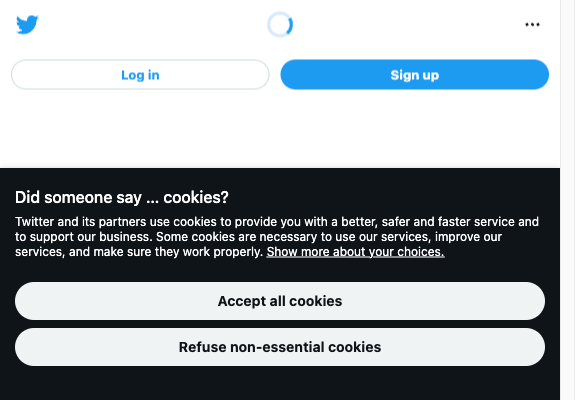 Log in
Sign up
Did someone say ... cookies?
Twitter and its partners use cookies to provide you with a better, safer and faster service and
to support our business. Some cookies are necessary to use our services, improve our
services, and make sure they work properly. Show more about your choices.
Accept all cookies
Refuse non-essential cookies